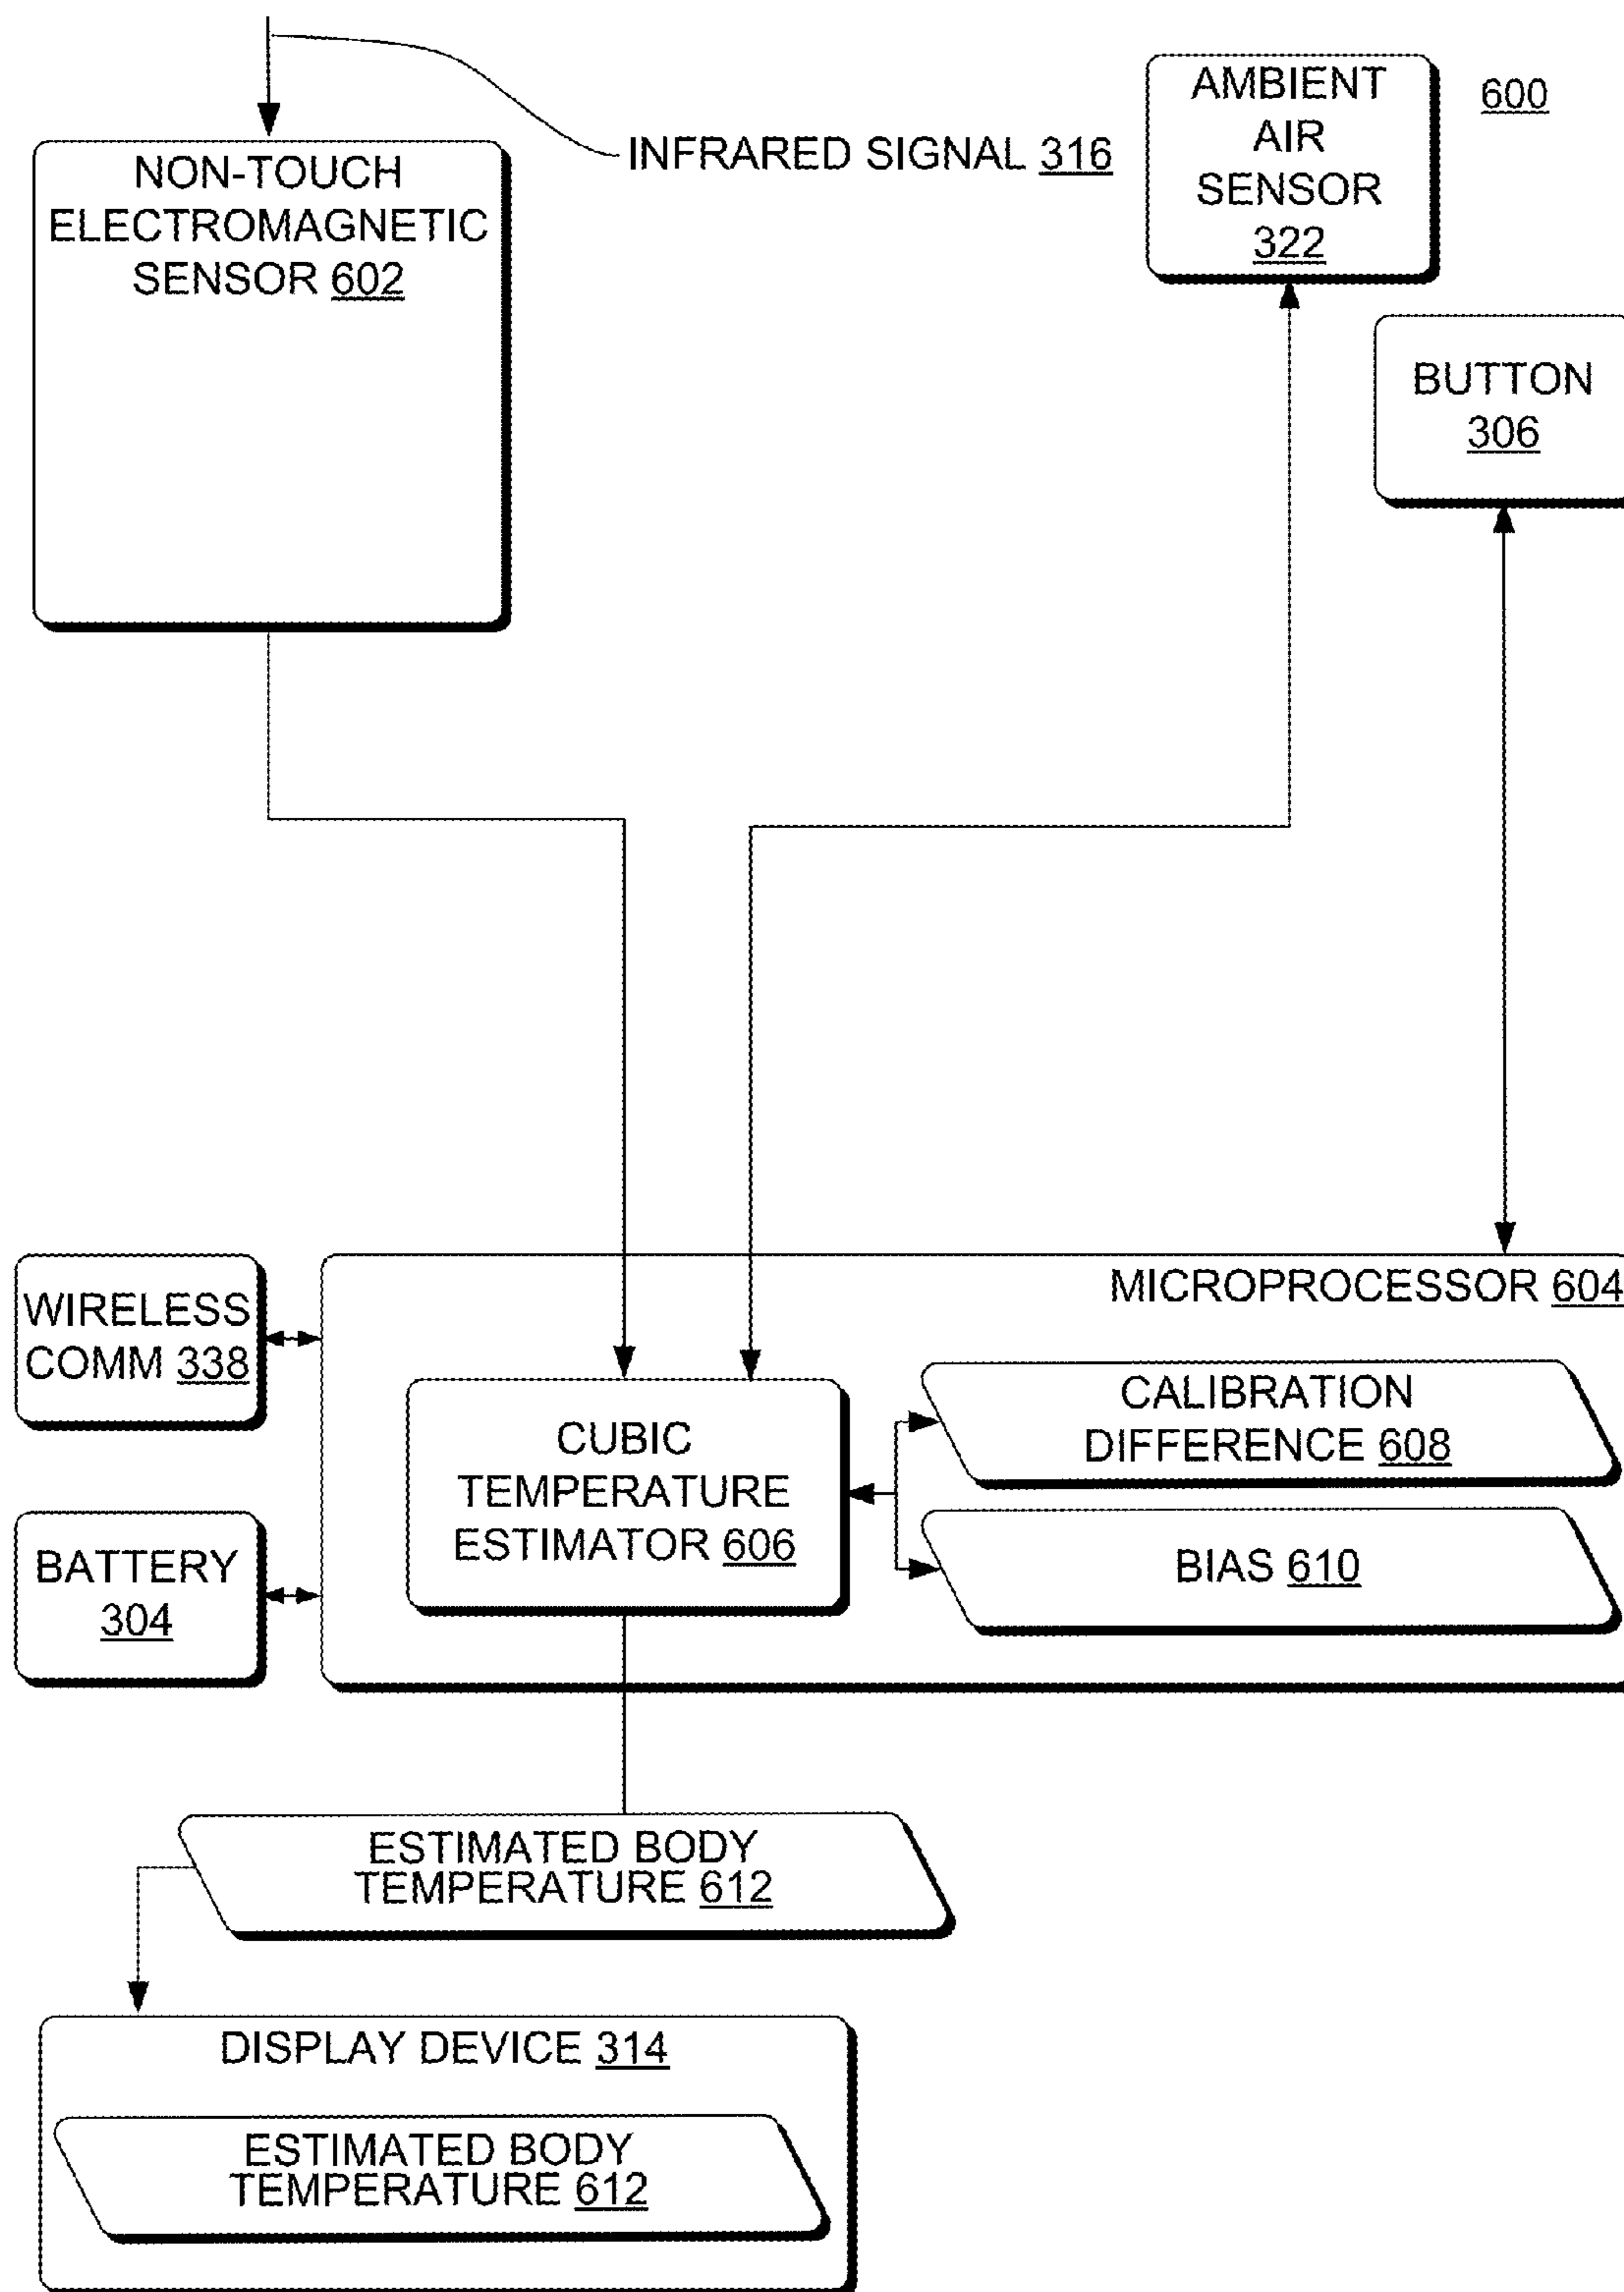 NON-TOUCH
ELECTROMAGNETIC
SENSOR 602
INFRARED SIGNAL 316
AMBIENT
AIR
SENSOR
322
600
BUTTON
306
WIRELESS
COMM 338
BATTERY
304
MICROPROCESSOR 604
CUBIC
TEMPERATURE
ESTIMATOR 606
CALIBRATION
DIFFERENCE 608
BIAS 610
ESTIMATED BODY
TEMPERATURE 612
DISPLAY DEVICE 314
ESTIMATED BODY
TEMPERATURE 612